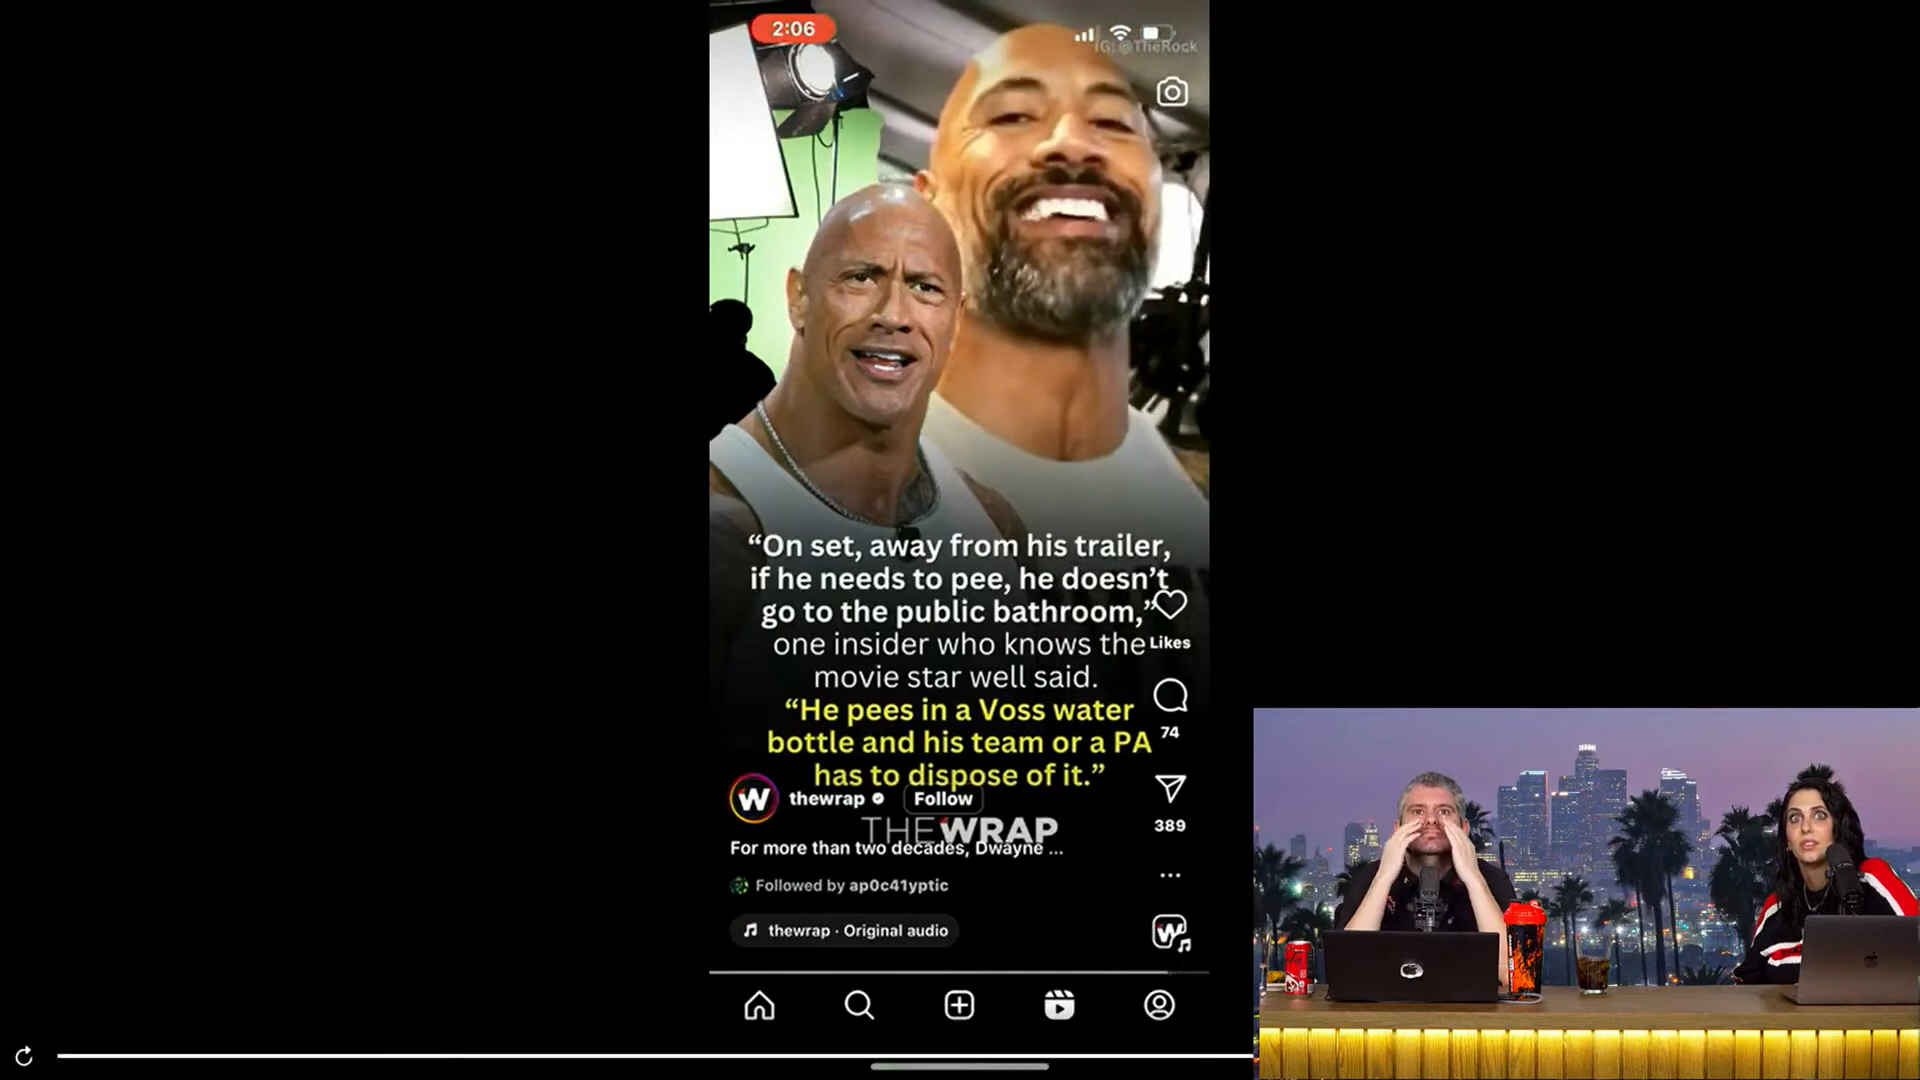 2:06
IG: @TheRock
“On set, away from his trailer,
if he needs to pee, he doesn’t
go to the public bathroom,”
one insider who knows the
movie star well said.
“He pees in a Voss water
bottle and his team or a PA
has to dispose of it.”
Likes
74
389
W
thewrap
Follow
THE WRAP
For more than two decades, Dwayne ...
Followed by ap0c41yptic
thewrap · Original audio
W